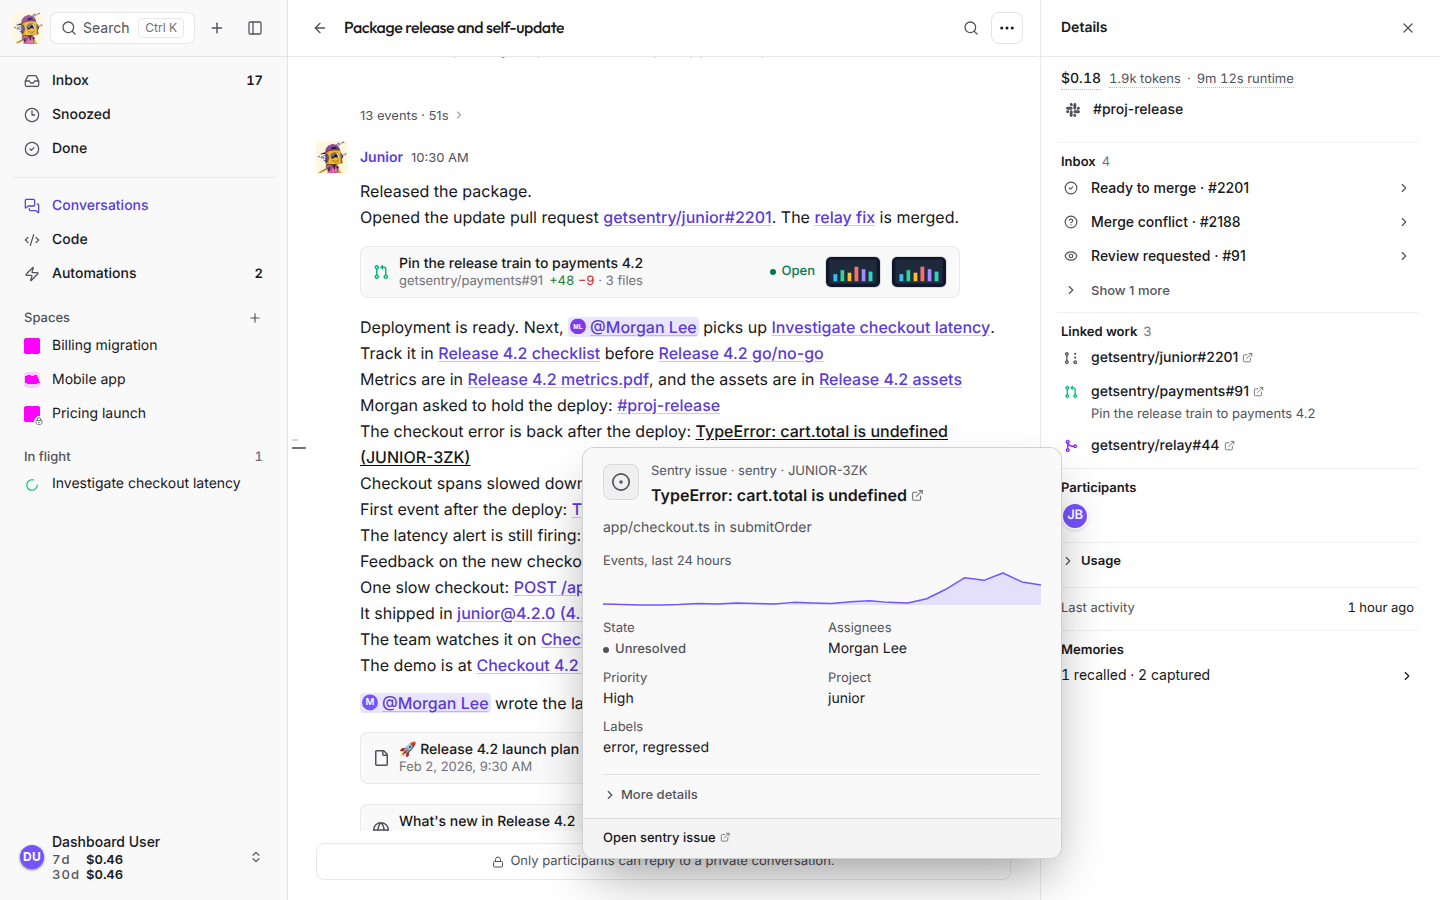 Search
Ctrl K
Inbox
17
Snoozed
Done
Conversations
Code
Automations
2
Spaces
Billing migration
Mobile app
Pricing launch
In flight
1
Investigate checkout latency
Dashboard User
7d $0.46
30d $0.46
DU
Package release and self-update
13 events · 51s
Junior 10:30 AM
Released the package.
Opened the update pull request getsentry/junior#2201. The relay fix is merged.
Pin the release train to payments 4.2
getsentry/payments#91 +48 −9 · 3 files
Open
Deployment is ready. Next, ML @Morgan Lee picks up Investigate checkout latency.
Track it in Release 4.2 checklist before Release 4.2 go/no-go
Metrics are in Release 4.2 metrics.pdf, and the assets are in Release 4.2 assets
Morgan asked to hold the deploy: #proj-release
The checkout error is back after the deploy: TypeError: cart.total is undefined
(JUNIOR-3ZK)
Checkout spans slowed down
First event after the deploy:
The latency alert is still firing:
Feedback on the new checko
One slow checkout: POST /ap
It shipped in junior@4.2.0 (4.
The team watches it on Chec
The demo is at Checkout 4.2
M @Morgan Lee wrote the la
🚀 Release 4.2 launch plan
Feb 2, 2026, 9:30 AM
What's new in Release 4.2
Only participants can reply to a private conversation.
Sentry issue · sentry · JUNIOR-3ZK
TypeError: cart.total is undefined
app/checkout.ts in submitOrder
Events, last 24 hours
State
Unresolved
Assignees
Morgan Lee
Priority
High
Project
junior
Labels
error, regressed
More details
Open sentry issue
Details
$0.18 1.9k tokens · 9m 12s runtime
#proj-release
Inbox 4
Ready to merge · #2201
Merge conflict · #2188
Review requested · #91
Show 1 more
Linked work 3
getsentry/junior#2201
getsentry/payments#91
Pin the release train to payments 4.2
getsentry/relay#44
Participants
JB
Usage
Last activity
1 hour ago
Memories
1 recalled · 2 captured